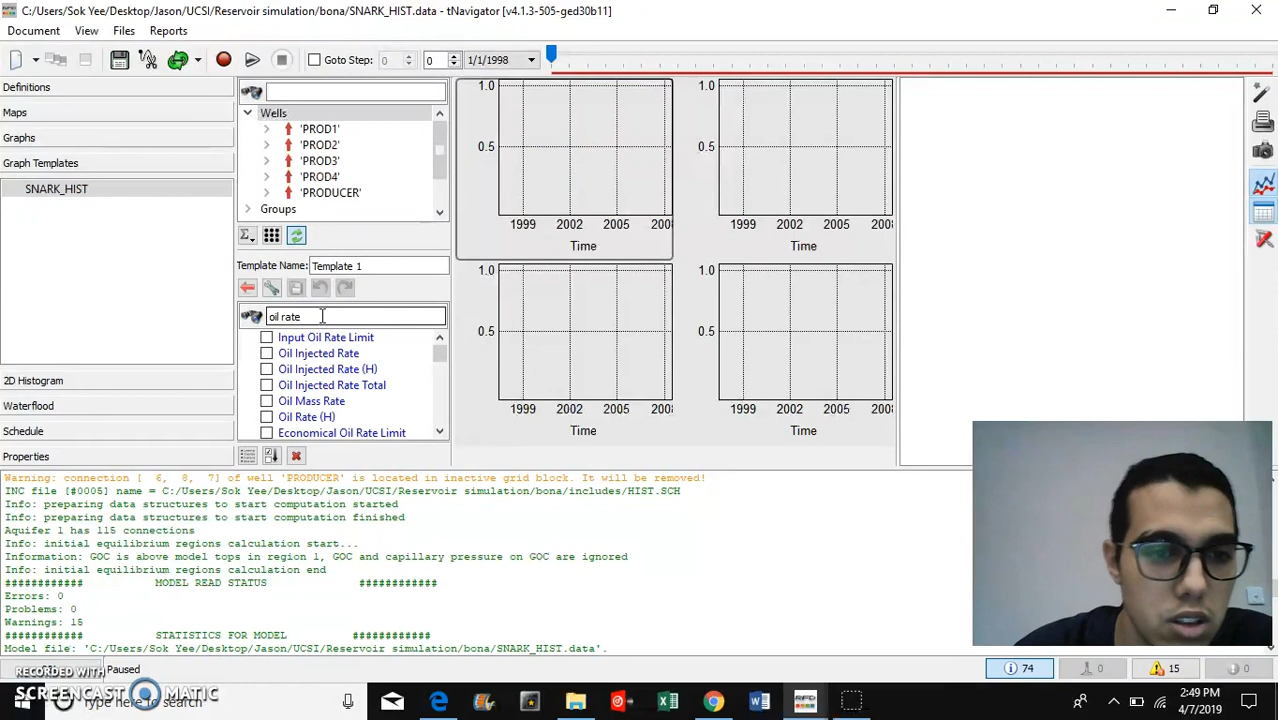 C:/Users/Sok Yee/Desktop/Jason/UCSI/Reservoir simulation/bona/SNARK_HIST.data - tNavigator [v4.1.3-505-ged30b11]
Document View Files Reports
Goto Step: 0 0 1/1/1998
Definitions
Maps
Graphs
Graph Templates
SNARK_HIST
2D Histogram
Waterflood
Schedule
Properties
Wells
'PROD1'
'PROD2'
'PROD3'
'PROD4'
'PRODUCER'
Groups
Template Name: Template 1
oil rate
Input Oil Rate Limit
Oil Injected Rate
Oil Injected Rate (H)
Oil Injected Rate Total
Oil Mass Rate
Oil Rate (H)
Economical Oil Rate Limit
1.0
0.5
1999 2002 2005 2008
Time
1.0
0.5
1999 2002 2005 200
Time
1.0
0.5
1999 2002 2005 2008
Time
1.0
0.5
1999 2002 2005 200
Time
Warning: connection [ 6, 8, 7] of well 'PRODUCER' is located in inactive grid block. It will be removed!
INC file [#0005] name = C:/Users/Sok Yee/Desktop/Jason/UCSI/Reservoir simulation/bona/includes/HIST.SCH
Info: preparing data structures to start computation started
Info: preparing data structures to start computation finished
Aquifer 1 has 115 connections
Info: initial equilibrium regions calculation start...
Information: GOC is above model tops in region 1, GOC and capillary pressure on GOC are ignored
Info: initial equilibrium regions calculation end
############ MODEL READ STATUS ############
Errors: 0
Problems: 0
Warnings: 15
############ STATISTICS FOR MODEL ############
Model file: 'C:/Users/Sok Yee/Desktop/Jason/UCSI/Reservoir simulation/bona/SNARK_HIST.data'.
Paused
74 0 15 0
RECORDED WITH
SCREENCAST MATIC
Type here to search
2:49 PM
4/7/2019